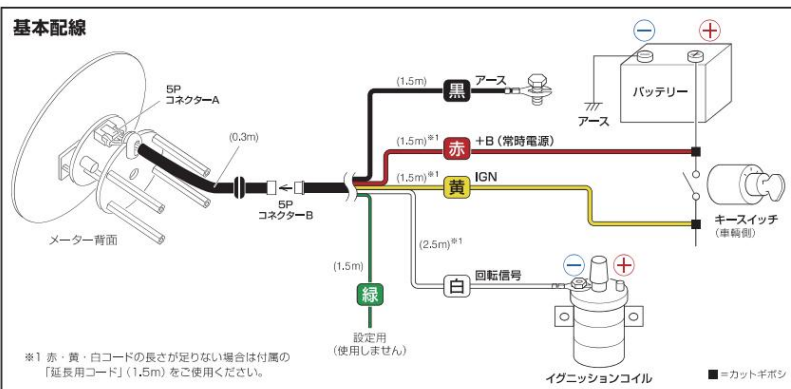 基本配線
5P
コネクターA
(0.3m)
メーター背面
5P
コネクターB
(1.5m)
黒
アース
(1.5m)※1
赤
+B(常時電源)
(1.5m)※1
黄
IGN
(2.5m)※1
白
回転信号
(1.5m)
緑
設定用
(使用しません)
− +
バッテリー
アース
キースイッチ
(車輌側)
− +
イグニッションコイル
※1 赤・黄・白コードの長さが足りない場合は付属の
「延長用コード」(1.5m)をご使用ください。
■=カットギボシ